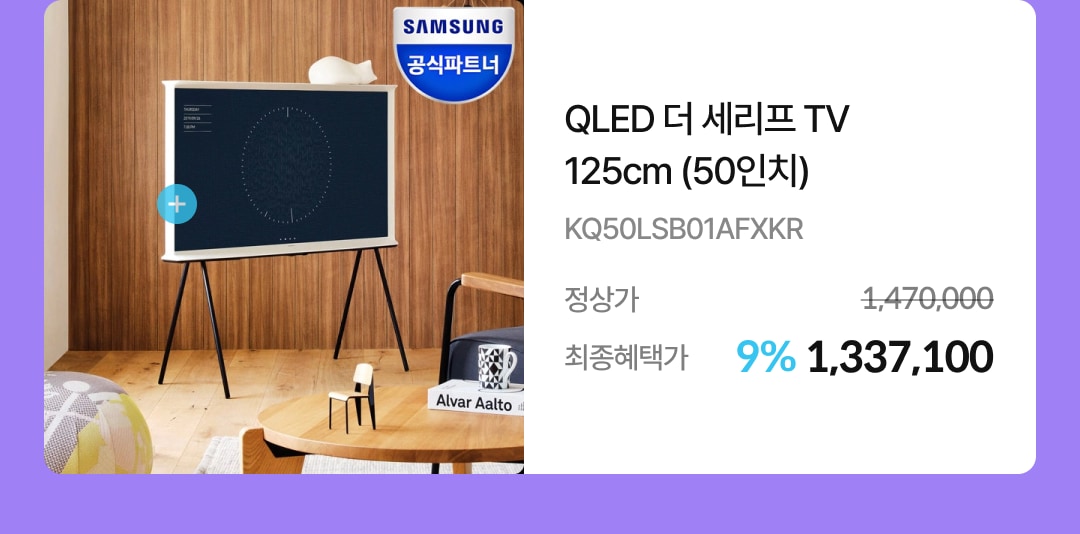 SAMSUNG
공식파트너
QLED 더 세리프 TV
125cm (50인치)
KQ50LSB01AFXKR
정상가 1,470,000
최종혜택가 9% 1,337,100
Alvar Aalto